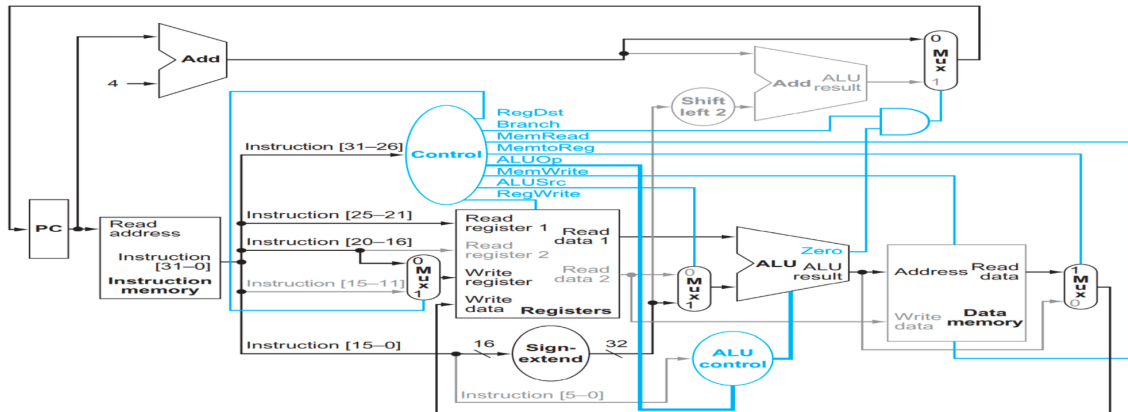 0
Mux
1
Add
4
Add ALU
result
Shift
left 2
RegDst
Branch
MemRead
MemtoReg
ALUOp
MemWrite
ALUSrc
RegWrite
Instruction [31–26]
Control
Instruction [25–21]
Instruction [20–16]
Instruction [15–11]
Instruction [15–0]
PC
Read
address
Instruction
[31–0]
Instruction
memory
0
Mux
1
Read
register 1
Read
register 2
Write
register
Write
data
Read
data 1
Read
data 2
Registers
0
Mux
1
Zero
ALU ALU
result
Address
Write
data
Read
data
Data
memory
1
Mux
0
16
Sign-
extend
32
ALU
control
Instruction [5–0]